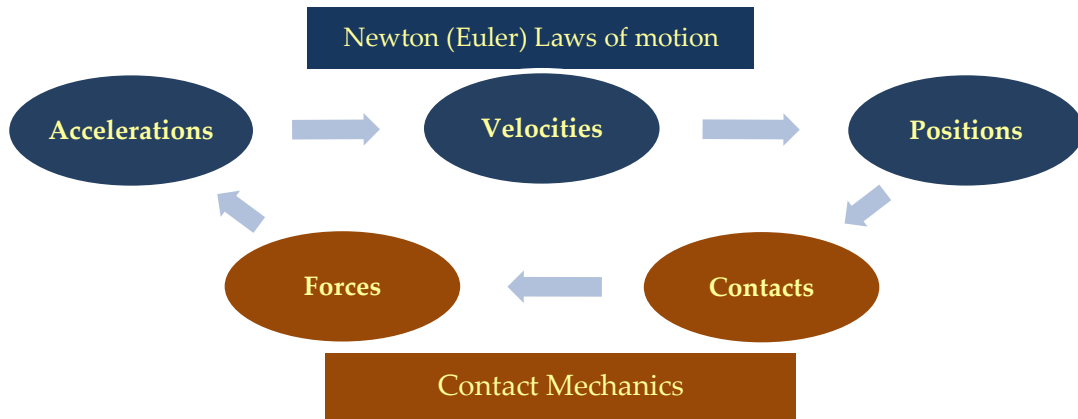 Newton (Euler) Laws of motion
Accelerations
Velocities
Positions
Forces
Contacts
Contact Mechanics